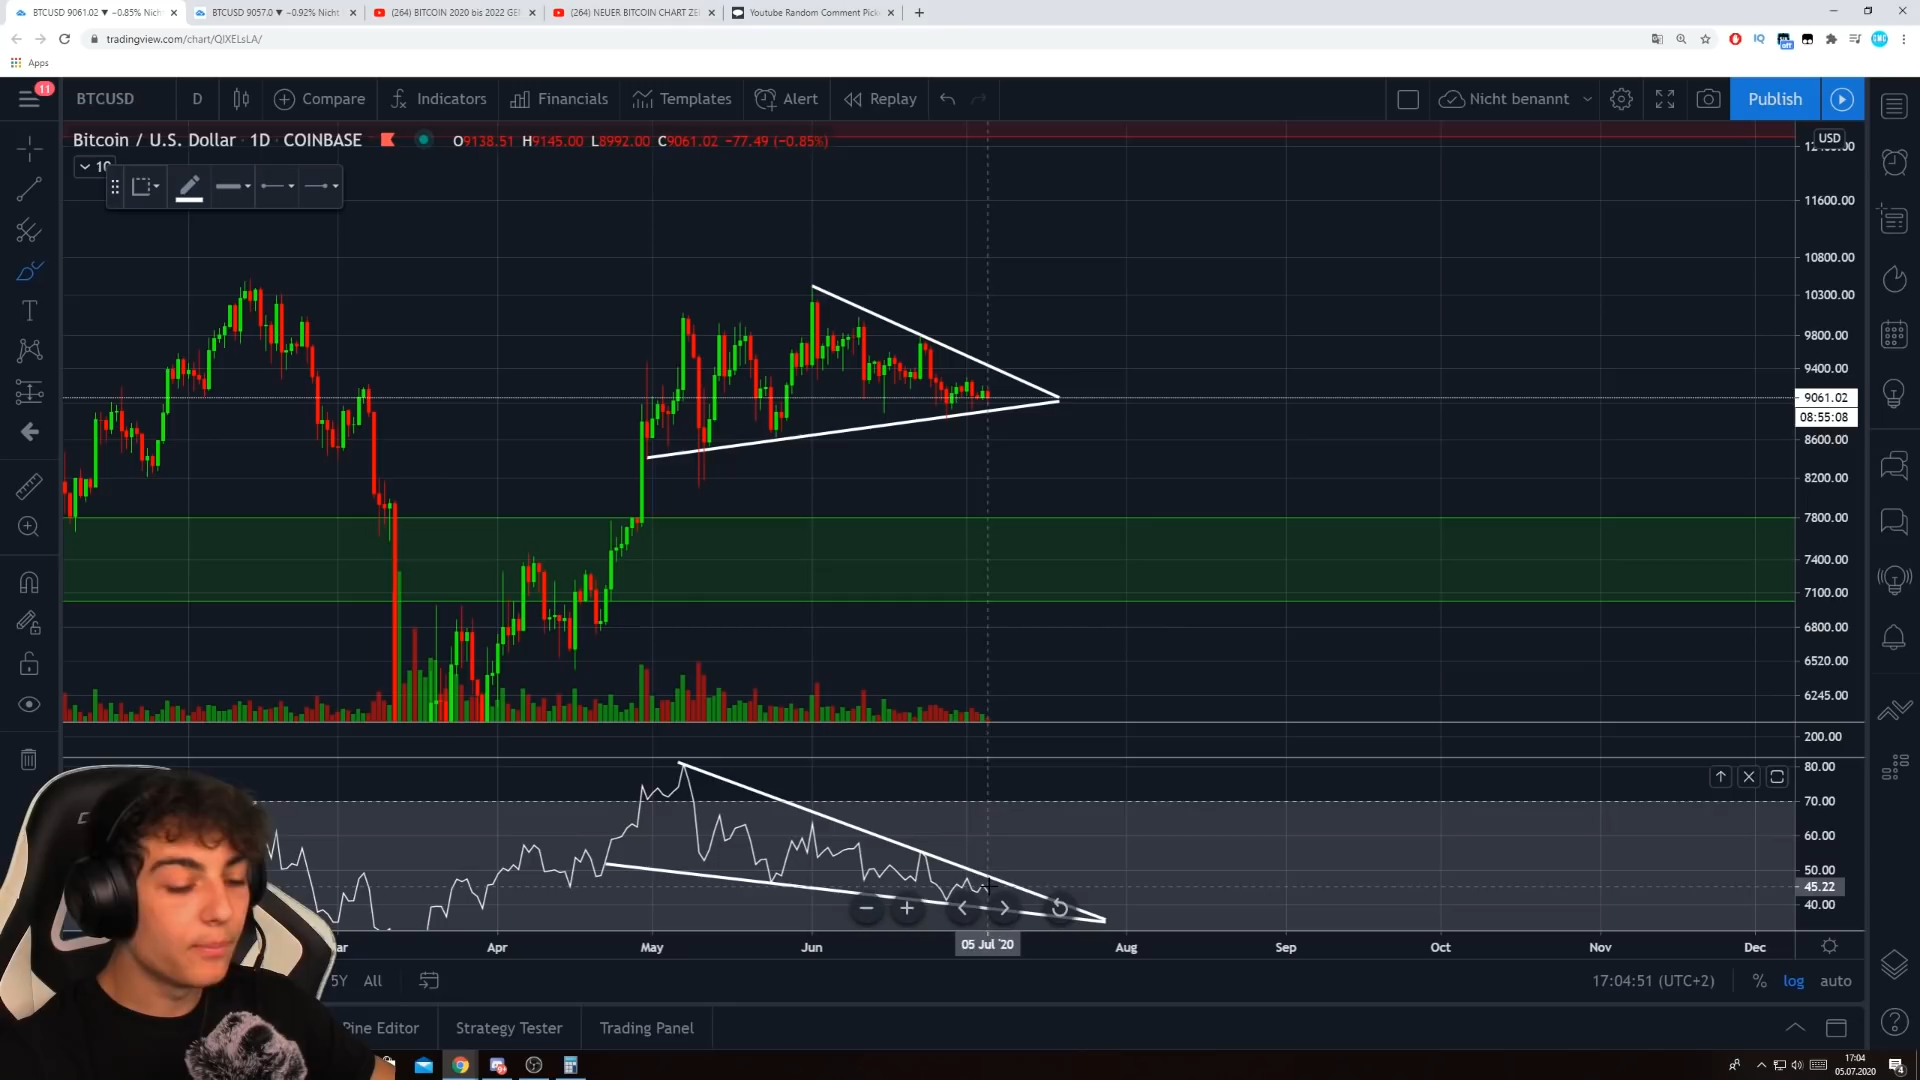 BTCUSD 9061.02 ▼ −0.85% Nich
BTCUSD 9057.0 ▼ −0.92% Nicht
(264) BITCOIN 2020 bis 2022 GE
(264) NEUER BITCOIN CHART ZE
Youtube Random Comment Pick
tradingview.com/chart/QIXELsLA/
Apps
11
BTCUSD
D
Compare
Indicators
Financials
Templates
Alert
Replay
Nicht benannt
Publish
Bitcoin / U.S. Dollar · 1D · COINBASE
O9138.51 H9145.00 L8992.00 C9061.02 −77.49 (−0.85%)
USD
10
11600.00
10800.00
10300.00
9800.00
9400.00
9061.02
08:55:08
8600.00
8200.00
7800.00
7400.00
7100.00
6800.00
6520.00
6245.00
200.00
80.00
70.00
60.00
50.00
45.22
40.00
ar
Apr
May
Jun
05 Jul '20
Aug
Sep
Oct
Nov
Dec
5Y
All
17:04:51 (UTC+2)
%
log
auto
Pine Editor
Strategy Tester
Trading Panel
17:04
05.07.2020